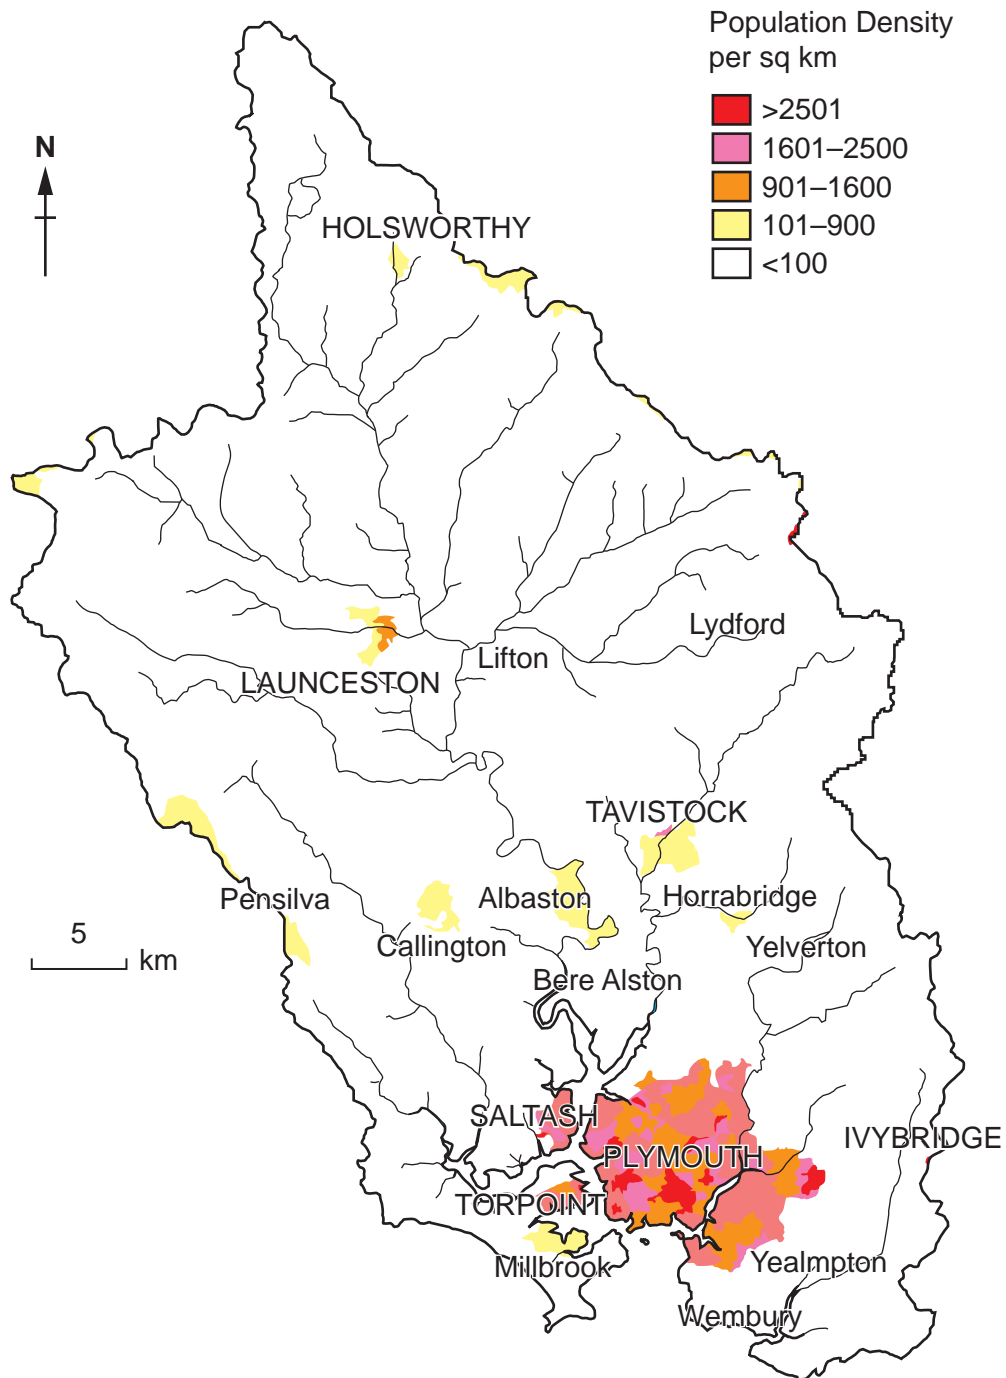 Population Density
per sq km
>2501
1601–2500
901–1600
101–900
<100
N
HOLSWORTHY
Lydford
Lifton
LAUNCESTON
TAVISTOCK
Pensilva
Albaston
Horrabridge
5
km
Callington
Yelverton
Bere Alston
SALTASH
IVYBRIDGE
PLYMOUTH
TORPOINT
Millbrook
Yealmpton
Wembury